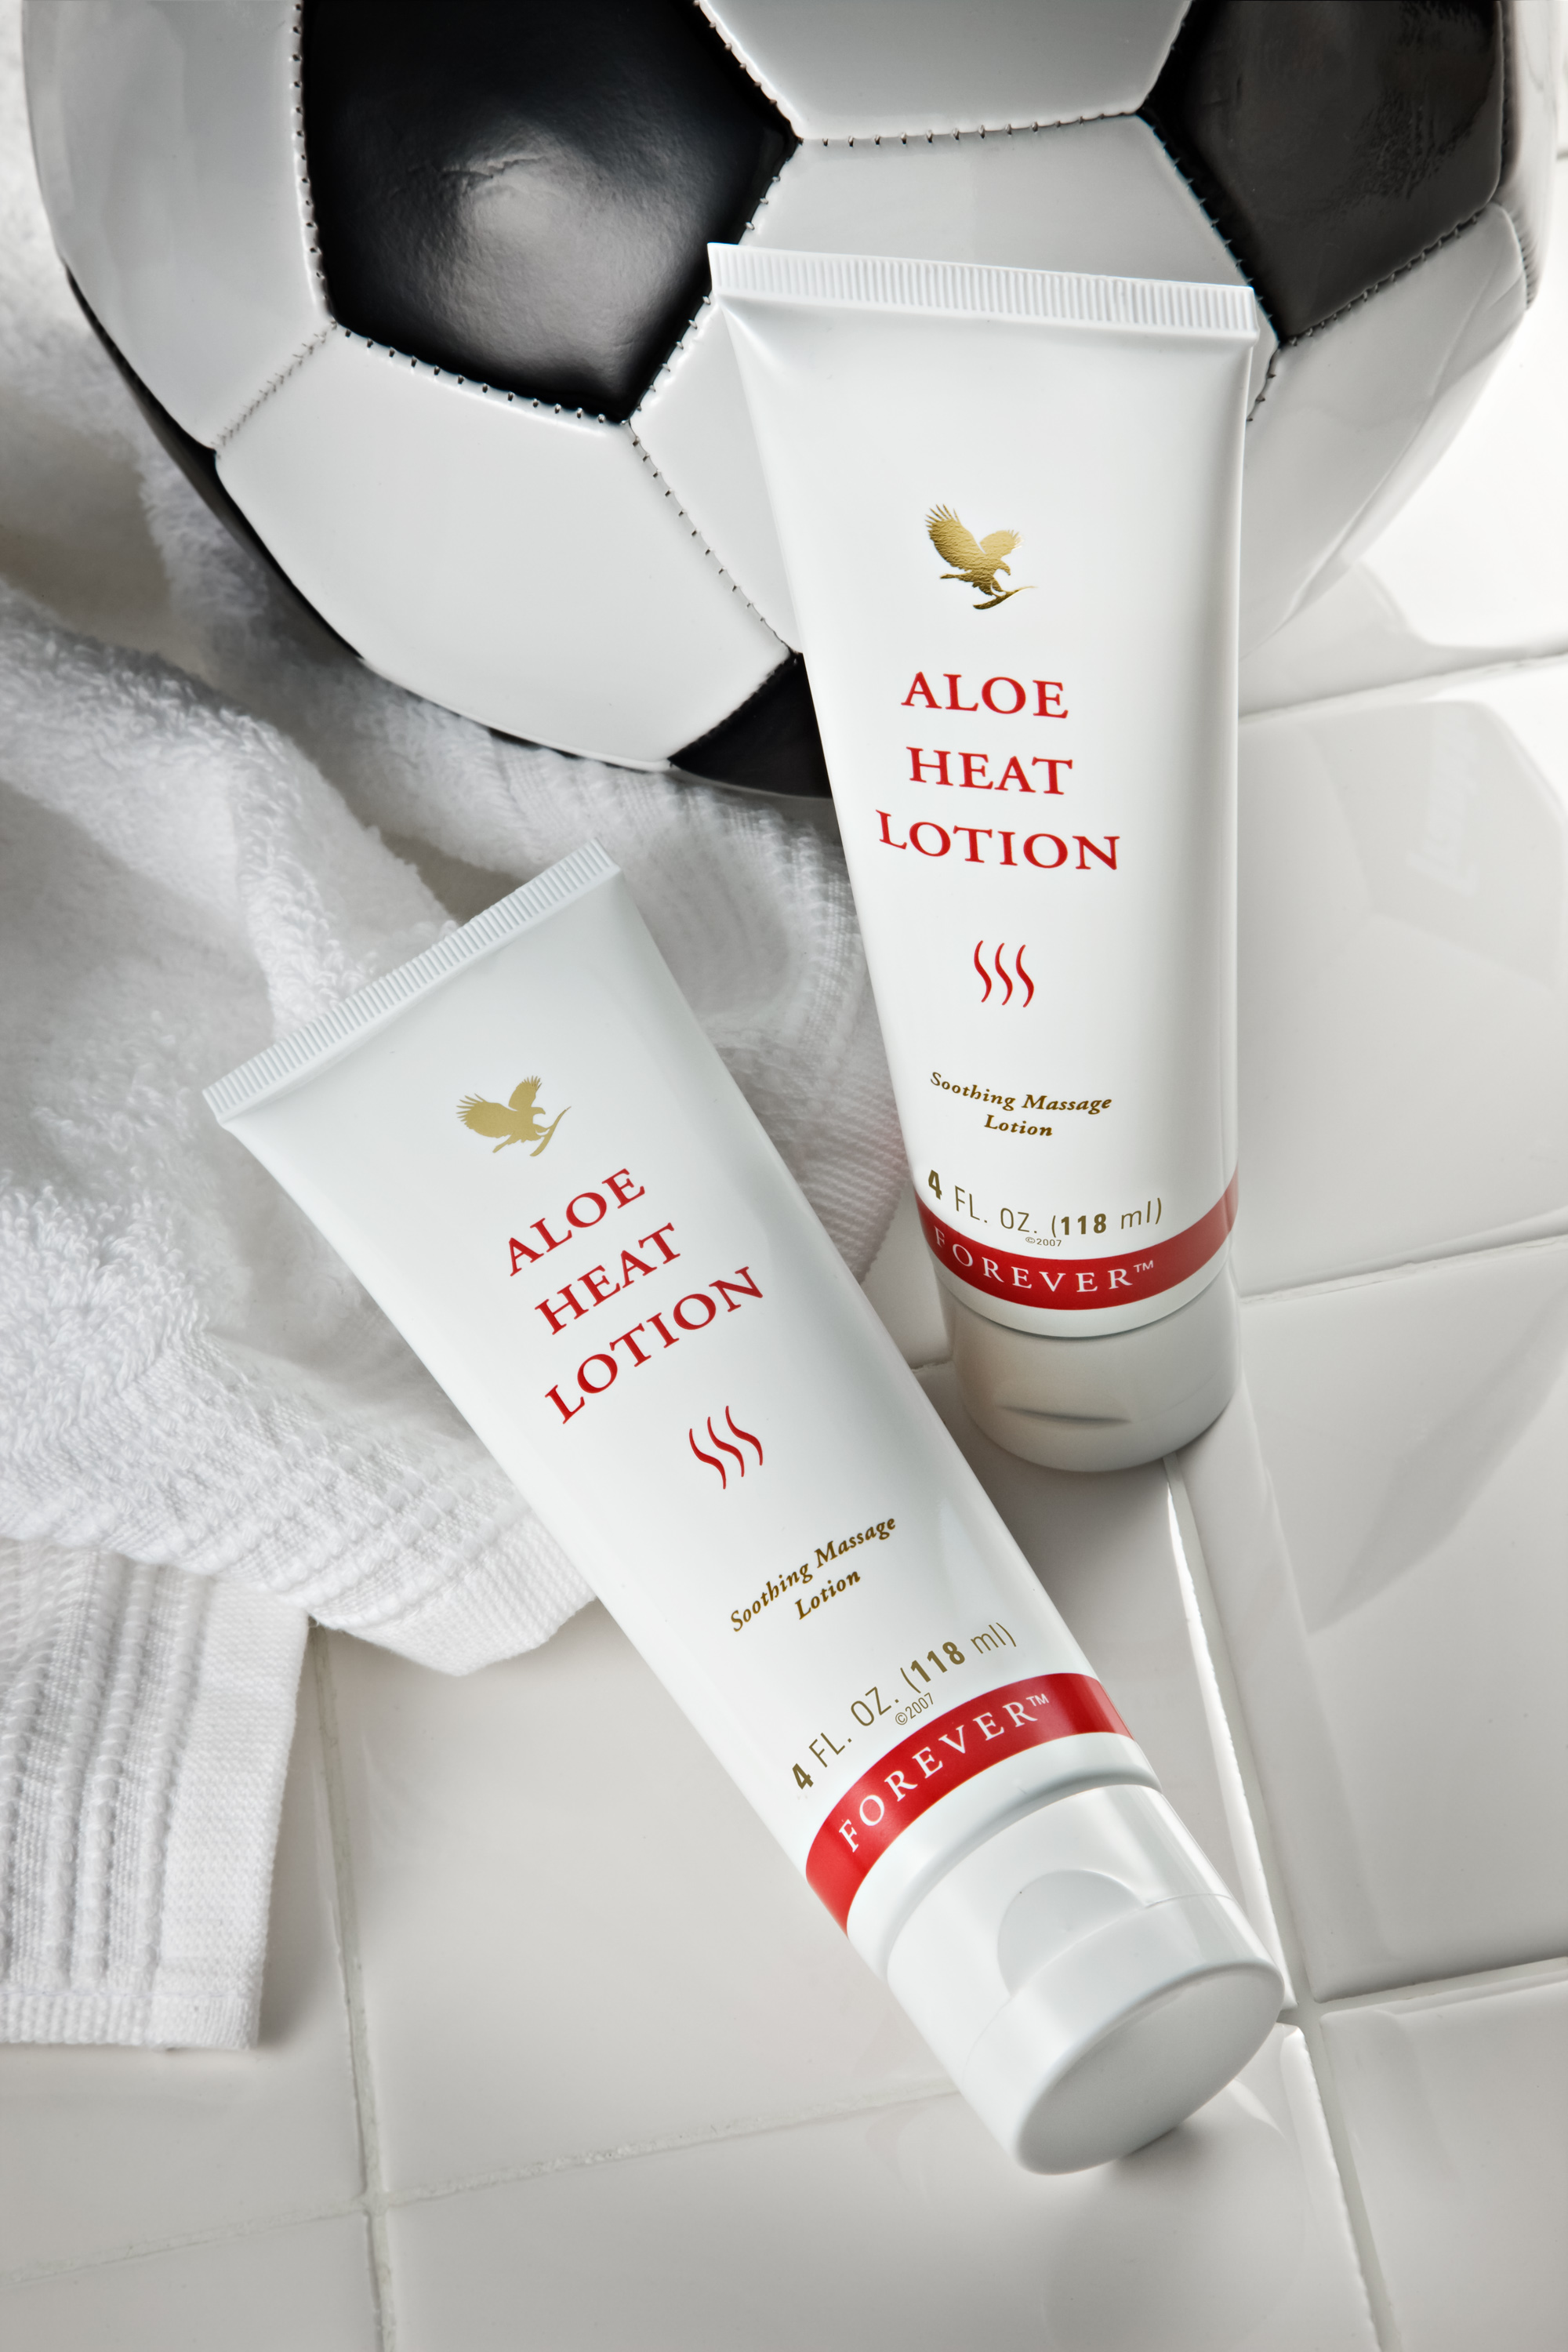 ALOE
HEAT
LOTION
Soothing Massage
Lotion
4 FL. OZ. (118 ml)
©2007
FOREVER™
ALOE
HEAT
LOTION
Soothing Massage
Lotion
4 FL. OZ. (118 ml)
©2007
FOREVER™